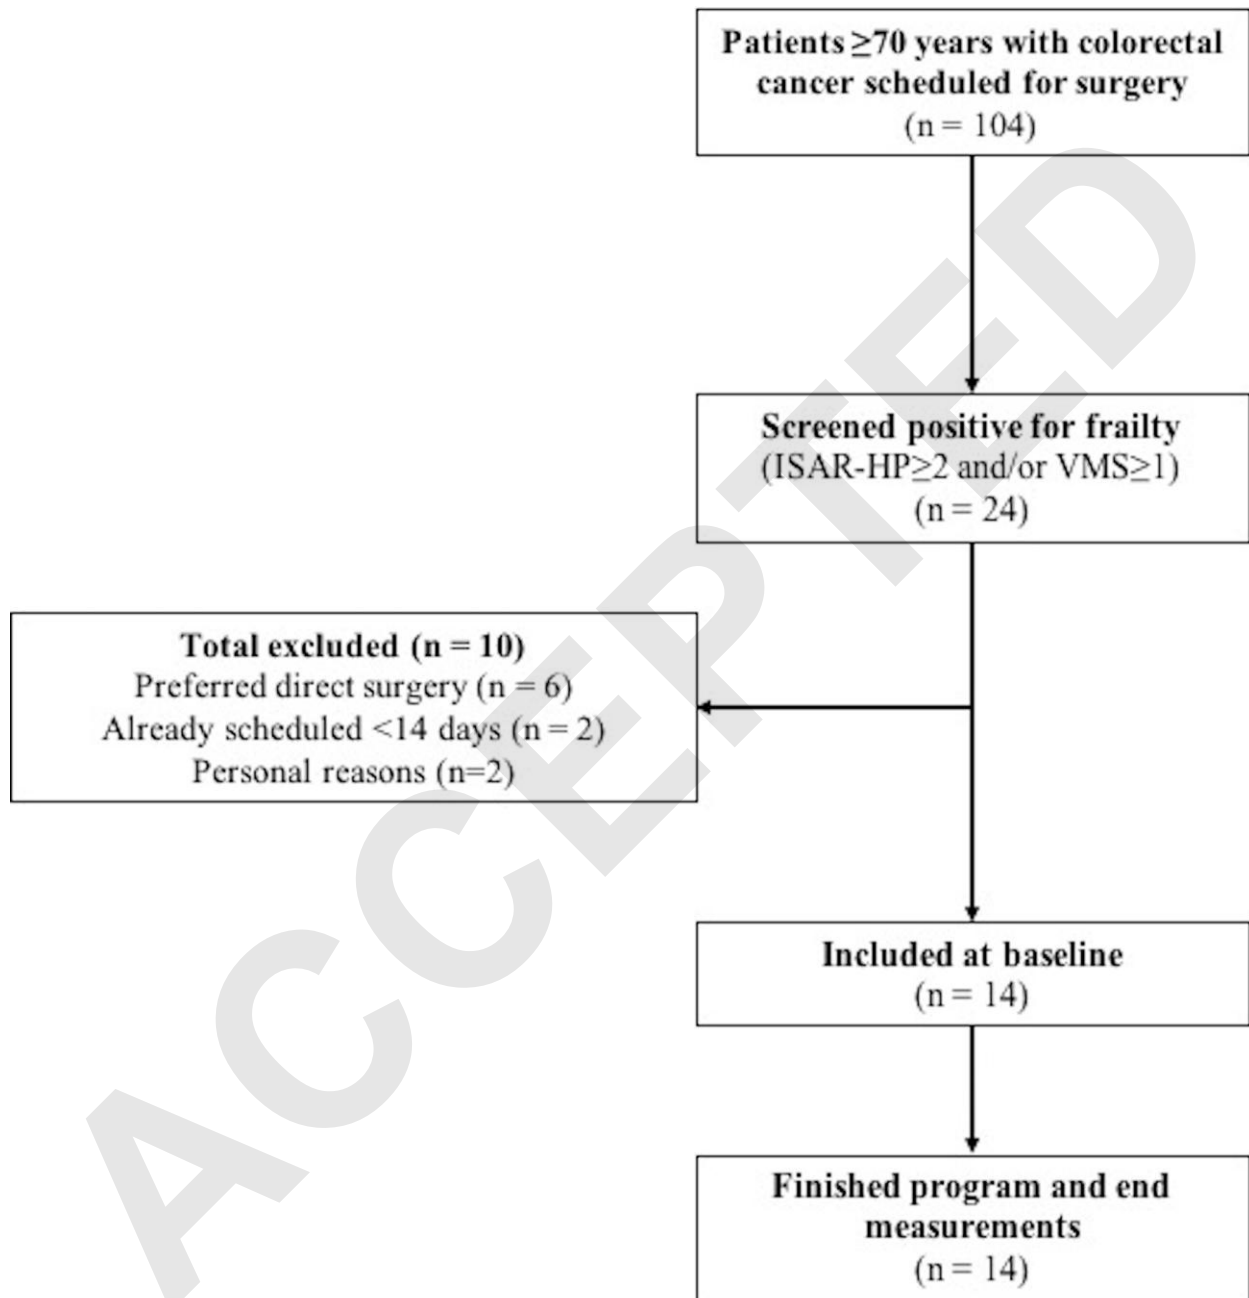 Patients ≥70 years with colorectal
cancer scheduled for surgery
(n = 104)
Screened positive for frailty
(ISAR-HP≥2 and/or VMS≥1)
(n = 24)
Total excluded (n = 10)
Preferred direct surgery (n = 6)
Already scheduled <14 days (n = 2)
Personal reasons (n=2)
Included at baseline
(n = 14)
Finished program and end
measurements
(n = 14)
ACCEPTED